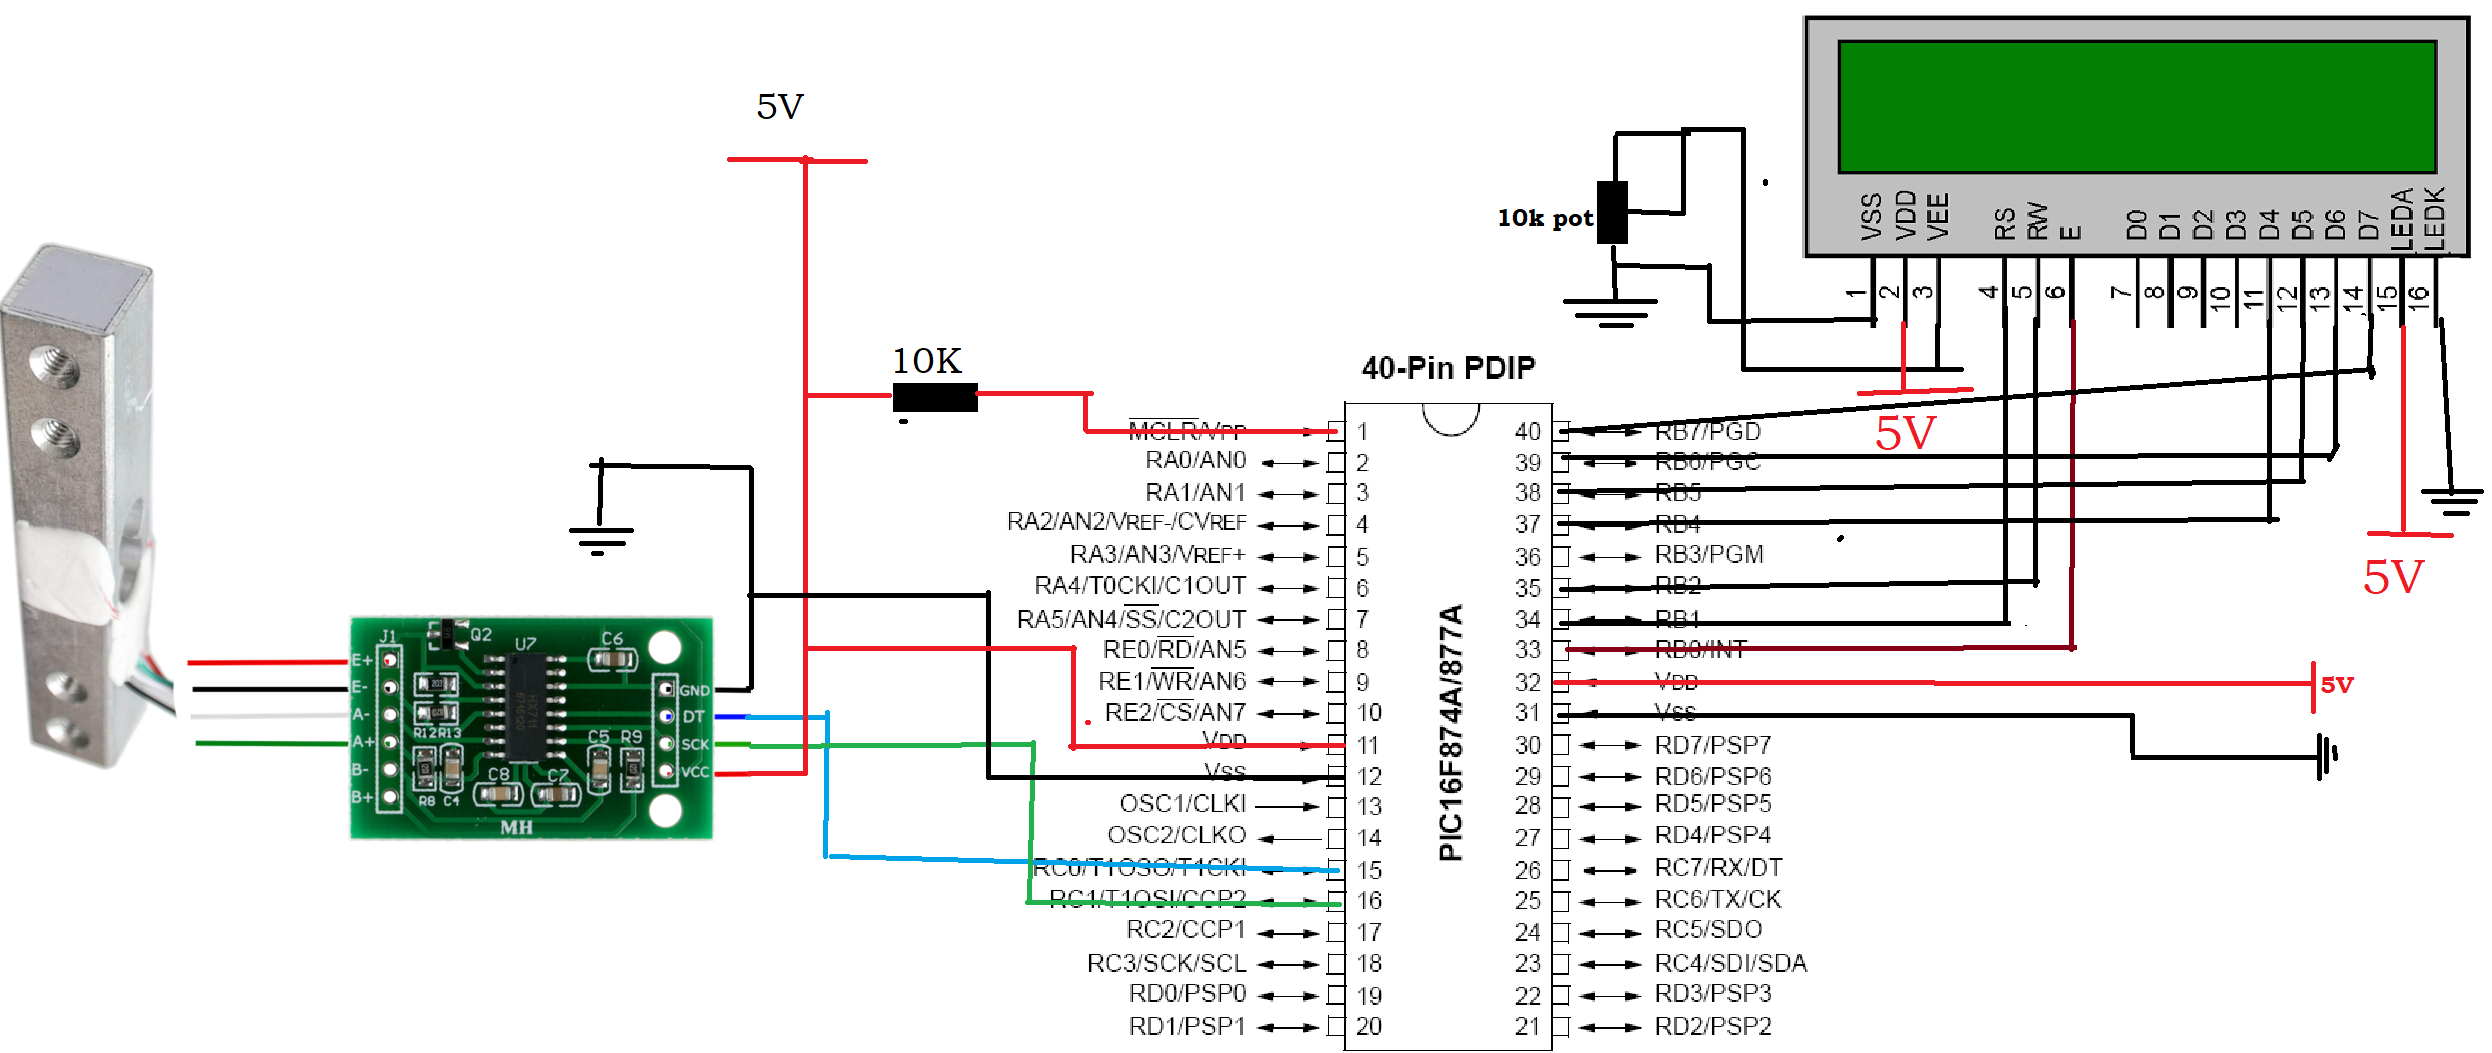 5V
10K
10k pot
VSS
VDD
VEE
RS
RW
E
D0
D1
D2
D3
D4
D5
D6
D7
LEDA
LEDK
1
2
3
4
5
6
7
8
9
10
11
12
13
14
15
16
5V
5V
5V
40-Pin PDIP
PIC16F874A/877A
MCLR/VPP 1
RA0/AN0 2
RA1/AN1 3
RA2/AN2/VREF-/CVREF 4
RA3/AN3/VREF+ 5
RA4/T0CKI/C1OUT 6
RA5/AN4/SS/C2OUT 7
RE0/RD/AN5 8
RE1/WR/AN6 9
RE2/CS/AN7 10
VDD 11
VSS 12
OSC1/CLKI 13
OSC2/CLKO 14
RC0/T1OSO/T1CKI 15
RC1/T1OSI/CCP2 16
RC2/CCP1 17
RC3/SCK/SCL 18
RD0/PSP0 19
RD1/PSP1 20
40 RB7/PGD
39 RB6/PGC
38 RB5
37 RB4
36 RB3/PGM
35 RB2
34 RB1
33 RB0/INT
32 VDD
31 VSS
30 RD7/PSP7
29 RD6/PSP6
28 RD5/PSP5
27 RD4/PSP4
26 RC7/RX/DT
25 RC6/TX/CK
24 RC5/SDO
23 RC4/SDI/SDA
22 RD3/PSP3
21 RD2/PSP2
J1
Q2
U7
C6
E+
E-
A-
A+
B-
B+
GND
DT
SCK
VCC
R12 R13
C5 R9
C8
C7
R8 C4
MH